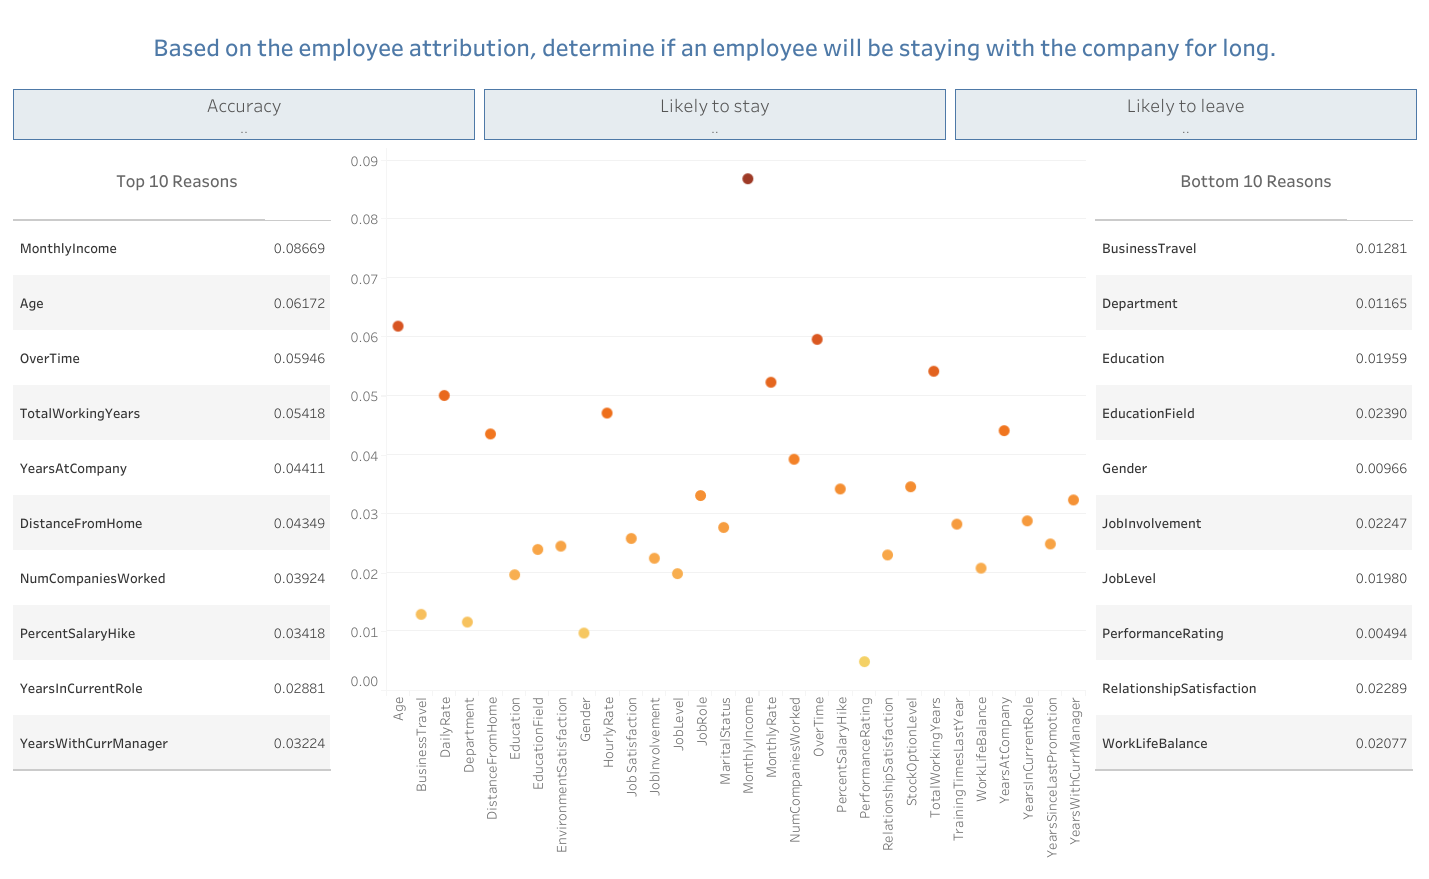 Based on the employee attribution, determine if an employee will be staying with the company for long.
Accuracy
..
Likely to stay
..
Likely to leave
..
Top 10 Reasons
MonthlyIncome 0.08669
Age 0.06172
OverTime 0.05946
TotalWorkingYears 0.05418
YearsAtCompany 0.04411
DistanceFromHome 0.04349
NumCompaniesWorked 0.03924
PercentSalaryHike 0.03418
YearsInCurrentRole 0.02881
YearsWithCurrManager 0.03224
0.09
0.08
0.07
0.06
0.05
0.04
0.03
0.02
0.01
0.00
Age
BusinessTravel
DailyRate
Department
DistanceFromHome
Education
EducationField
EnvironmentSatisfaction
Gender
HourlyRate
Job Satisfaction
JobInvolvement
JobLevel
JobRole
MaritalStatus
MonthlyIncome
MonthlyRate
NumCompaniesWorked
OverTime
PercentSalaryHike
PerformanceRating
RelationshipSatisfaction
StockOptionLevel
TotalWorkingYears
TrainingTimesLastYear
WorkLifeBalance
YearsAtCompany
YearsInCurrentRole
YearsSinceLastPromotion
YearsWithCurrManager
Bottom 10 Reasons
BusinessTravel 0.01281
Department 0.01165
Education 0.01959
EducationField 0.02390
Gender 0.00966
JobInvolvement 0.02247
JobLevel 0.01980
PerformanceRating 0.00494
RelationshipSatisfaction 0.02289
WorkLifeBalance 0.02077